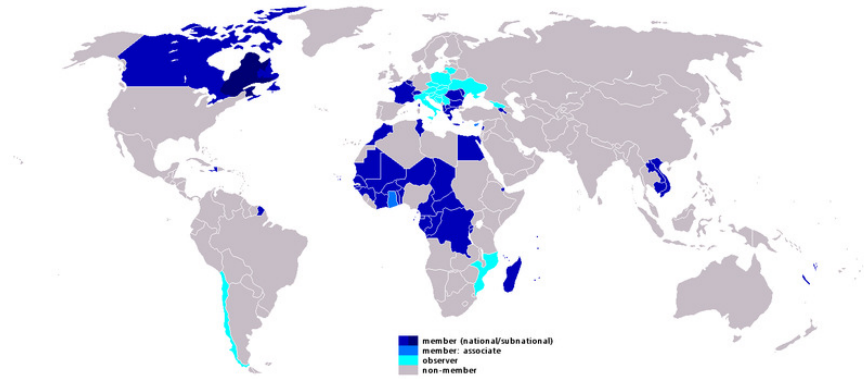 member (national/subnational)
member: associate
observer
non-member